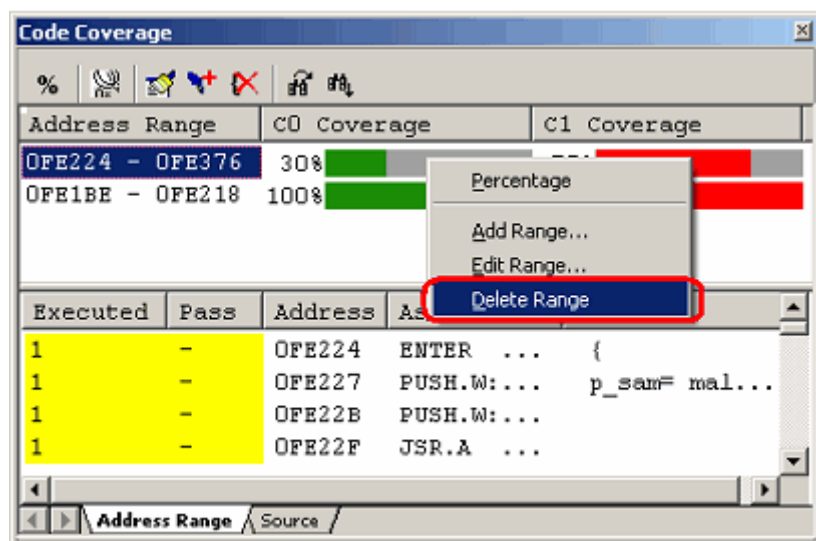 Code Coverage
%
Address Range C0 Coverage C1 Coverage
0FE224 - 0FE376 30%
0FE1BE - 0FE218 100%
Percentage
Add Range...
Edit Range...
Delete Range
Executed Pass Address As
1 - 0FE224 ENTER ... {
1 - 0FE227 PUSH.W:... p_sam= mal...
1 - 0FE22B PUSH.W:...
1 - 0FE22F JSR.A ...
Address Range Source